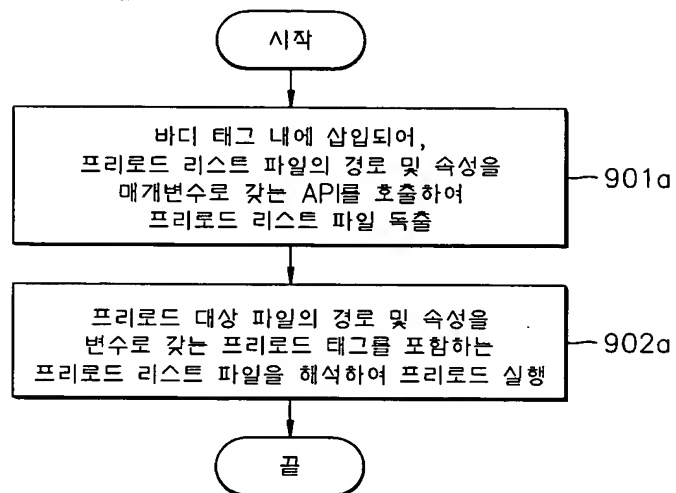 시작
바디 태그 내에 삽입되어,
프리로드 리스트 파일의 경로 및 속성을
매개변수로 갖는 API를 호출하여
프리로드 리스트 파일 독출
901a
프리로드 대상 파일의 경로 및 속성을
변수로 갖는 프리로드 태그를 포함하는
프리로드 리스트 파일을 해석하여 프리로드 실행
902a
끝